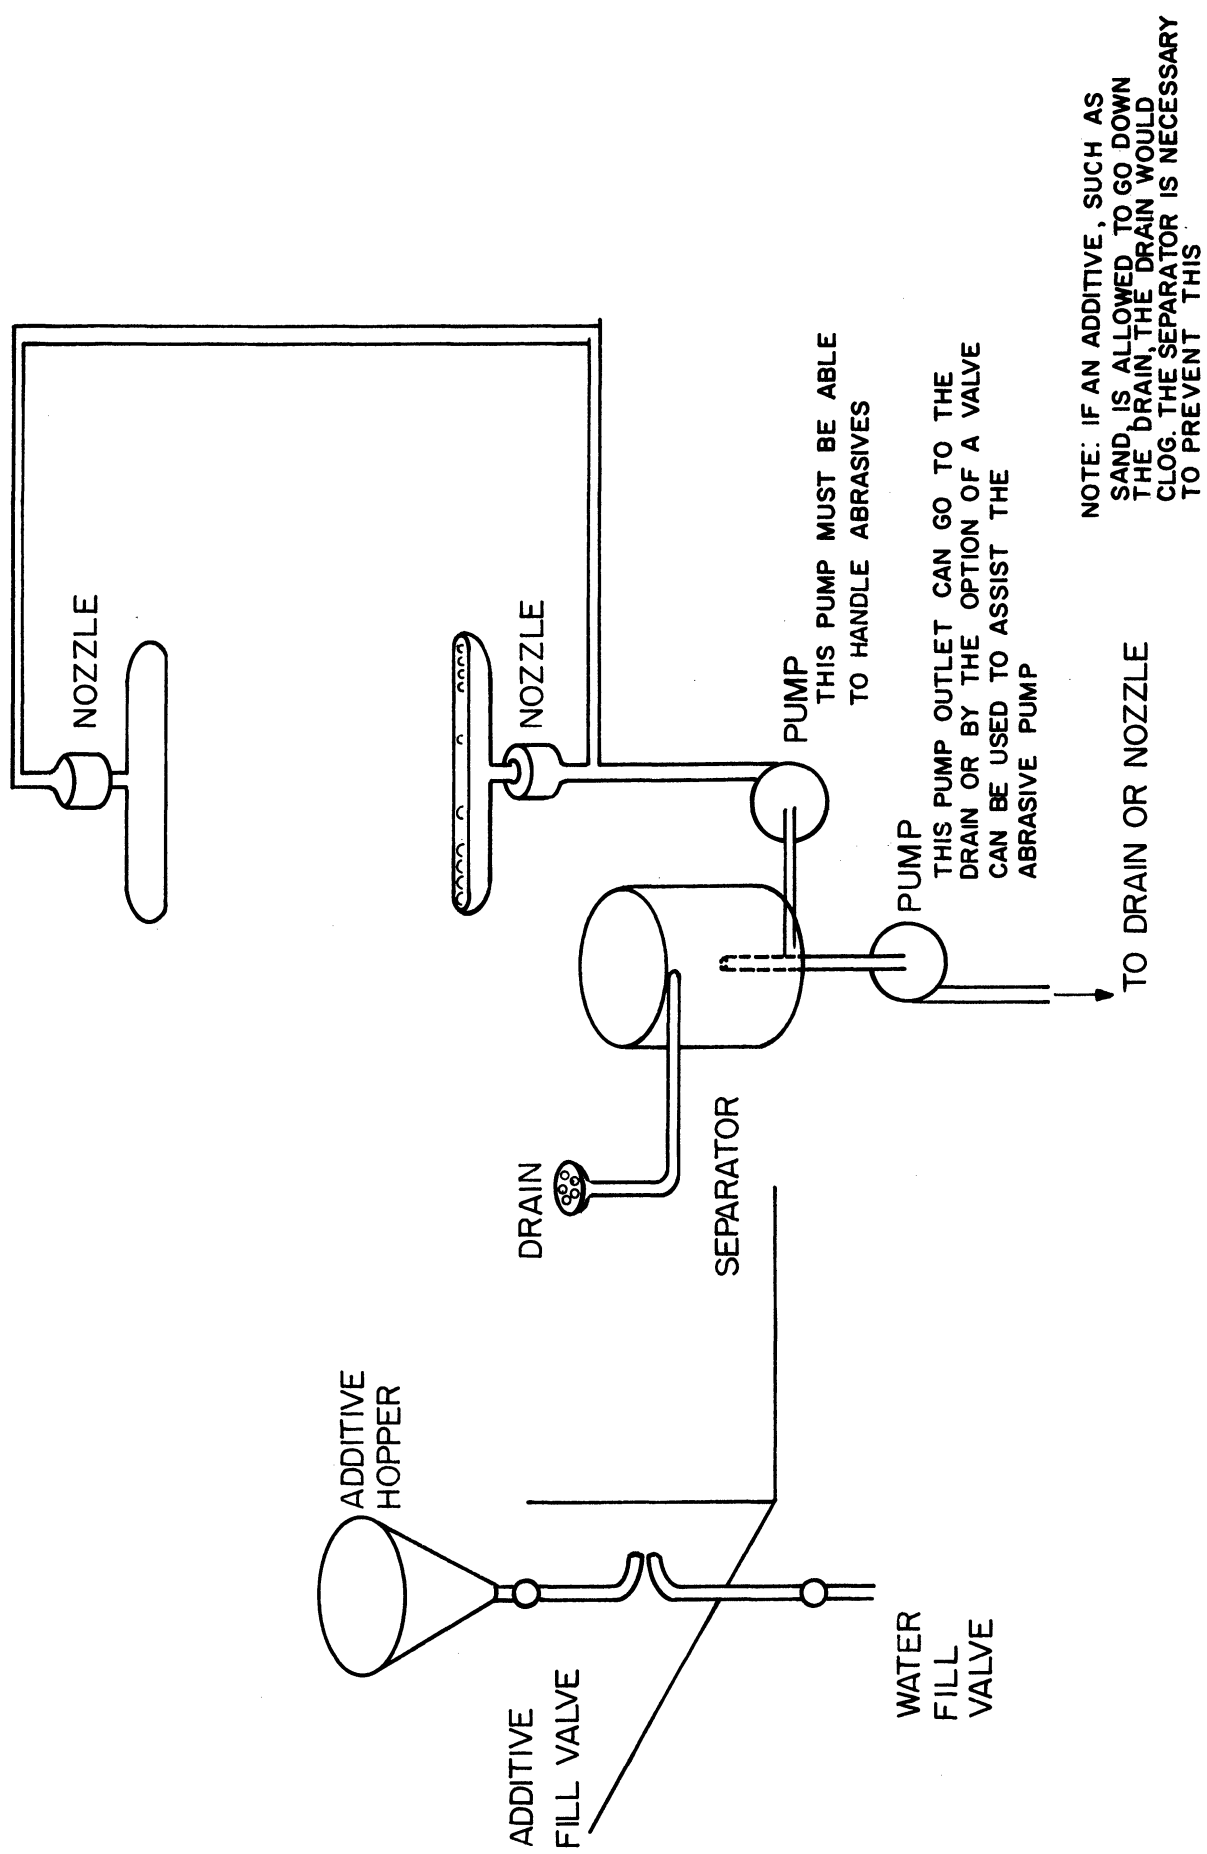 ADDITIVE
HOPPER
ADDITIVE
FILL VALVE
WATER
FILL
VALVE
DRAIN
SEPARATOR
NOZZLE
NOZZLE
PUMP
THIS PUMP MUST BE ABLE
TO HANDLE ABRASIVES
PUMP
THIS PUMP OUTLET CAN GO TO THE
DRAIN OR BY THE OPTION OF A VALVE
CAN BE USED TO ASSIST THE
ABRASIVE PUMP
TO DRAIN OR NOZZLE
NOTE: IF AN ADDITIVE, SUCH AS
SAND, IS ALLOWED TO GO DOWN
THE DRAIN, THE DRAIN WOULD
CLOG. THE SEPARATOR IS NECESSARY
TO PREVENT THIS